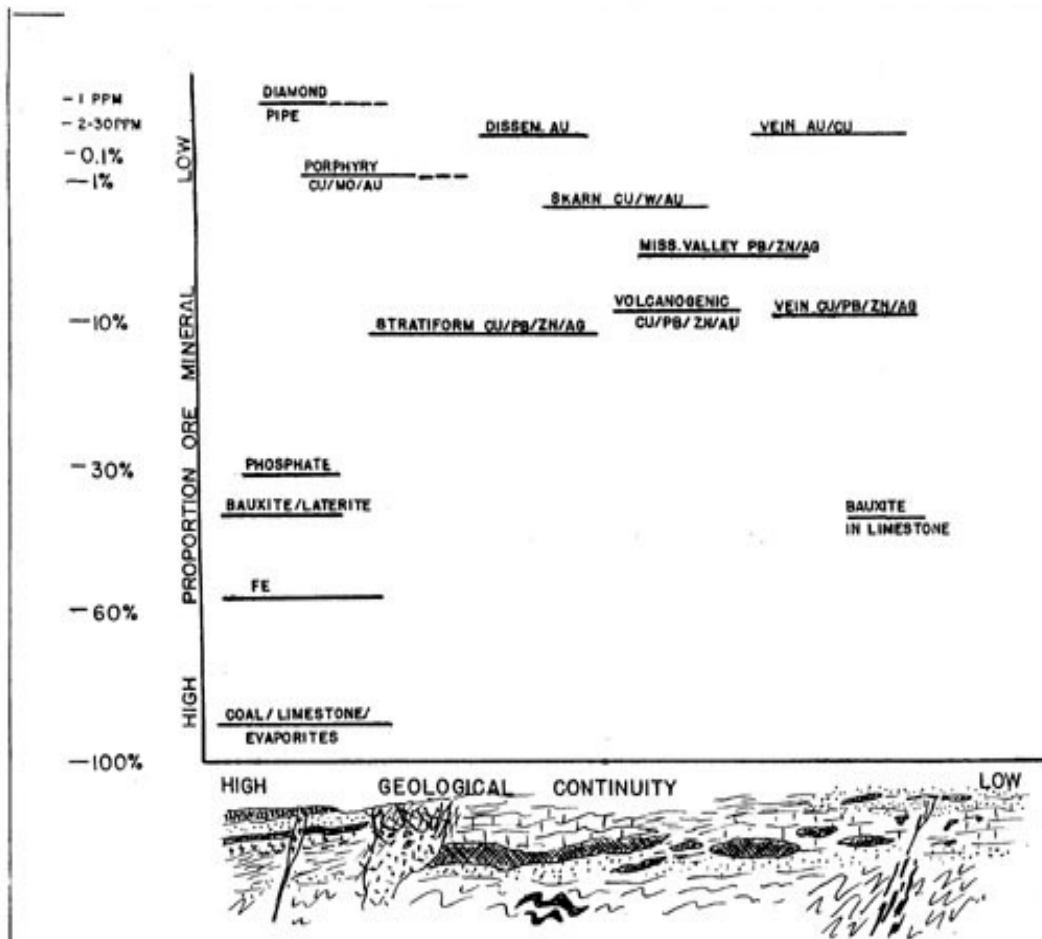 DIAMOND
PIPE
DISSEN. AU
VEIN AU/CU
PORPHYRY
CU/MO/AU
SKARN CU/W/AU
MISS. VALLEY PB/ZN/AG
VOLCANOGENIC
CU/PB/ZN/AU
VEIN CU/PB/ZN/AG
STRATIFORM CU/PB/ZN/AG
PHOSPHATE
BAUXITE/LATERITE
BAUXITE
IN LIMESTONE
FE
COAL/LIMESTONE/
EVAPORITES
– 1 PPM
– 2-30PPM
–0.1%
–1%
–10%
–30%
–60%
–100%
LOW
PROPORTION ORE MINERAL
HIGH
HIGH GEOLOGICAL CONTINUITY LOW